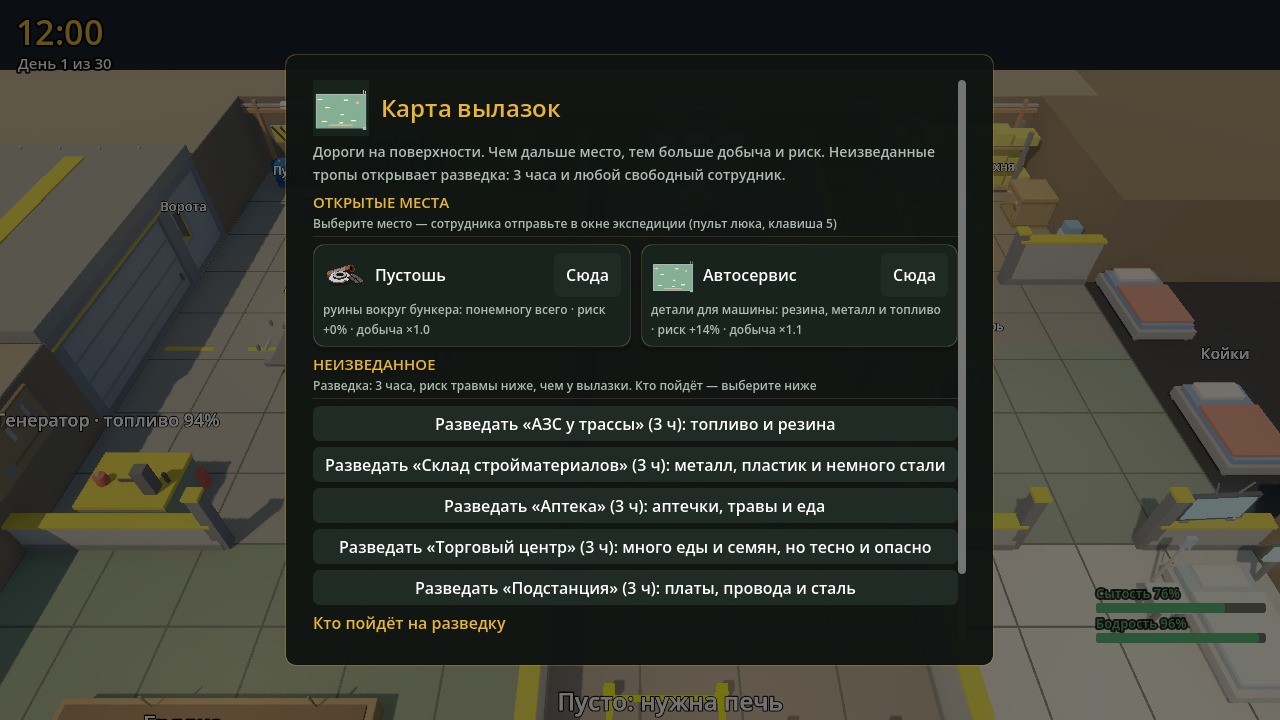 12:00
День 1 из 30
Карта вылазок
Дороги на поверхности. Чем дальше место, тем больше добыча и риск. Неизведанные
тропы открывает разведка: 3 часа и любой свободный сотрудник.
ОТКРЫТЫЕ МЕСТА
Выберите место — сотрудника отправьте в окне экспедиции (пульт люка, клавиша 5)
Пустошь
Сюда
руины вокруг бункера: понемногу всего · риск
+0% · добыча ×1.0
Автосервис
Сюда
детали для машины: резина, металл и топливо
· риск +14% · добыча ×1.1
НЕИЗВЕДАННОЕ
Разведка: 3 часа, риск травмы ниже, чем у вылазки. Кто пойдёт — выберите ниже
Разведать «АЗС у трассы» (3 ч): топливо и резина
Разведать «Склад стройматериалов» (3 ч): металл, пластик и немного стали
Разведать «Аптека» (3 ч): аптечки, травы и еда
Разведать «Торговый центр» (3 ч): много еды и семян, но тесно и опасно
Разведать «Подстанция» (3 ч): платы, провода и сталь
Кто пойдёт на разведку
Ворота
Генератор · топливо 94%
Койки
Сытость 76%
Бодрость 96%
Пусто: нужна печь